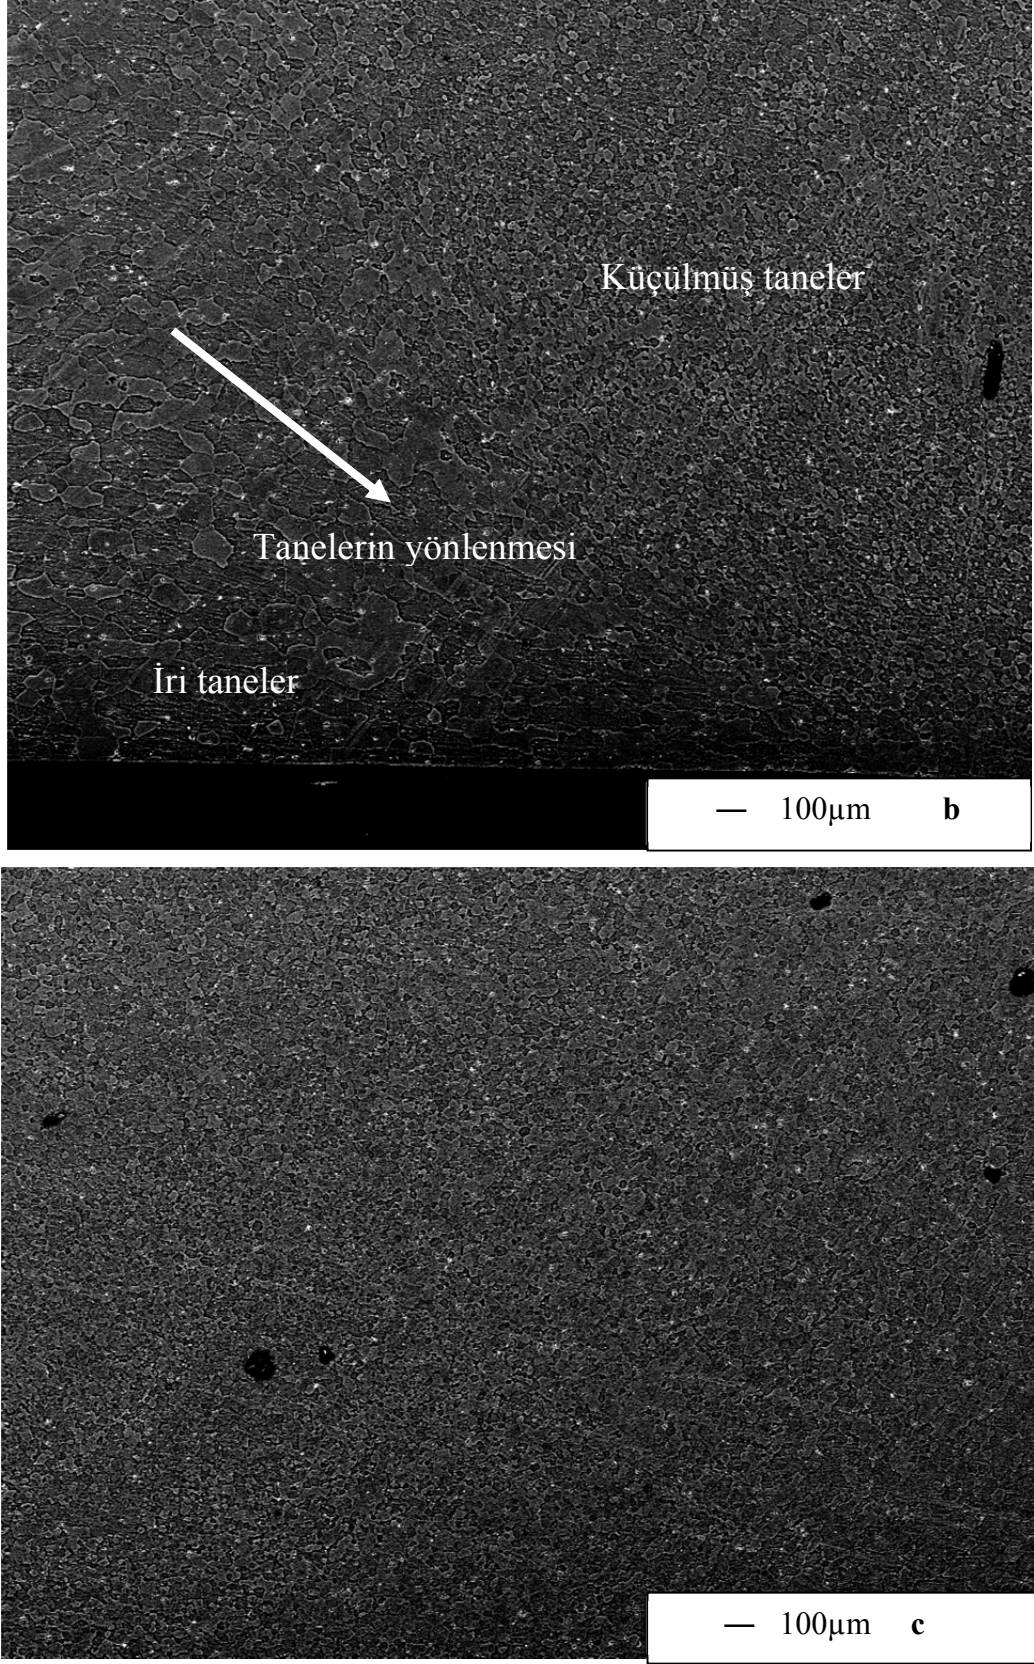 Küçülmüş taneler
Tanelerin yönlenmesi
İri taneler
100µm b
100µm c